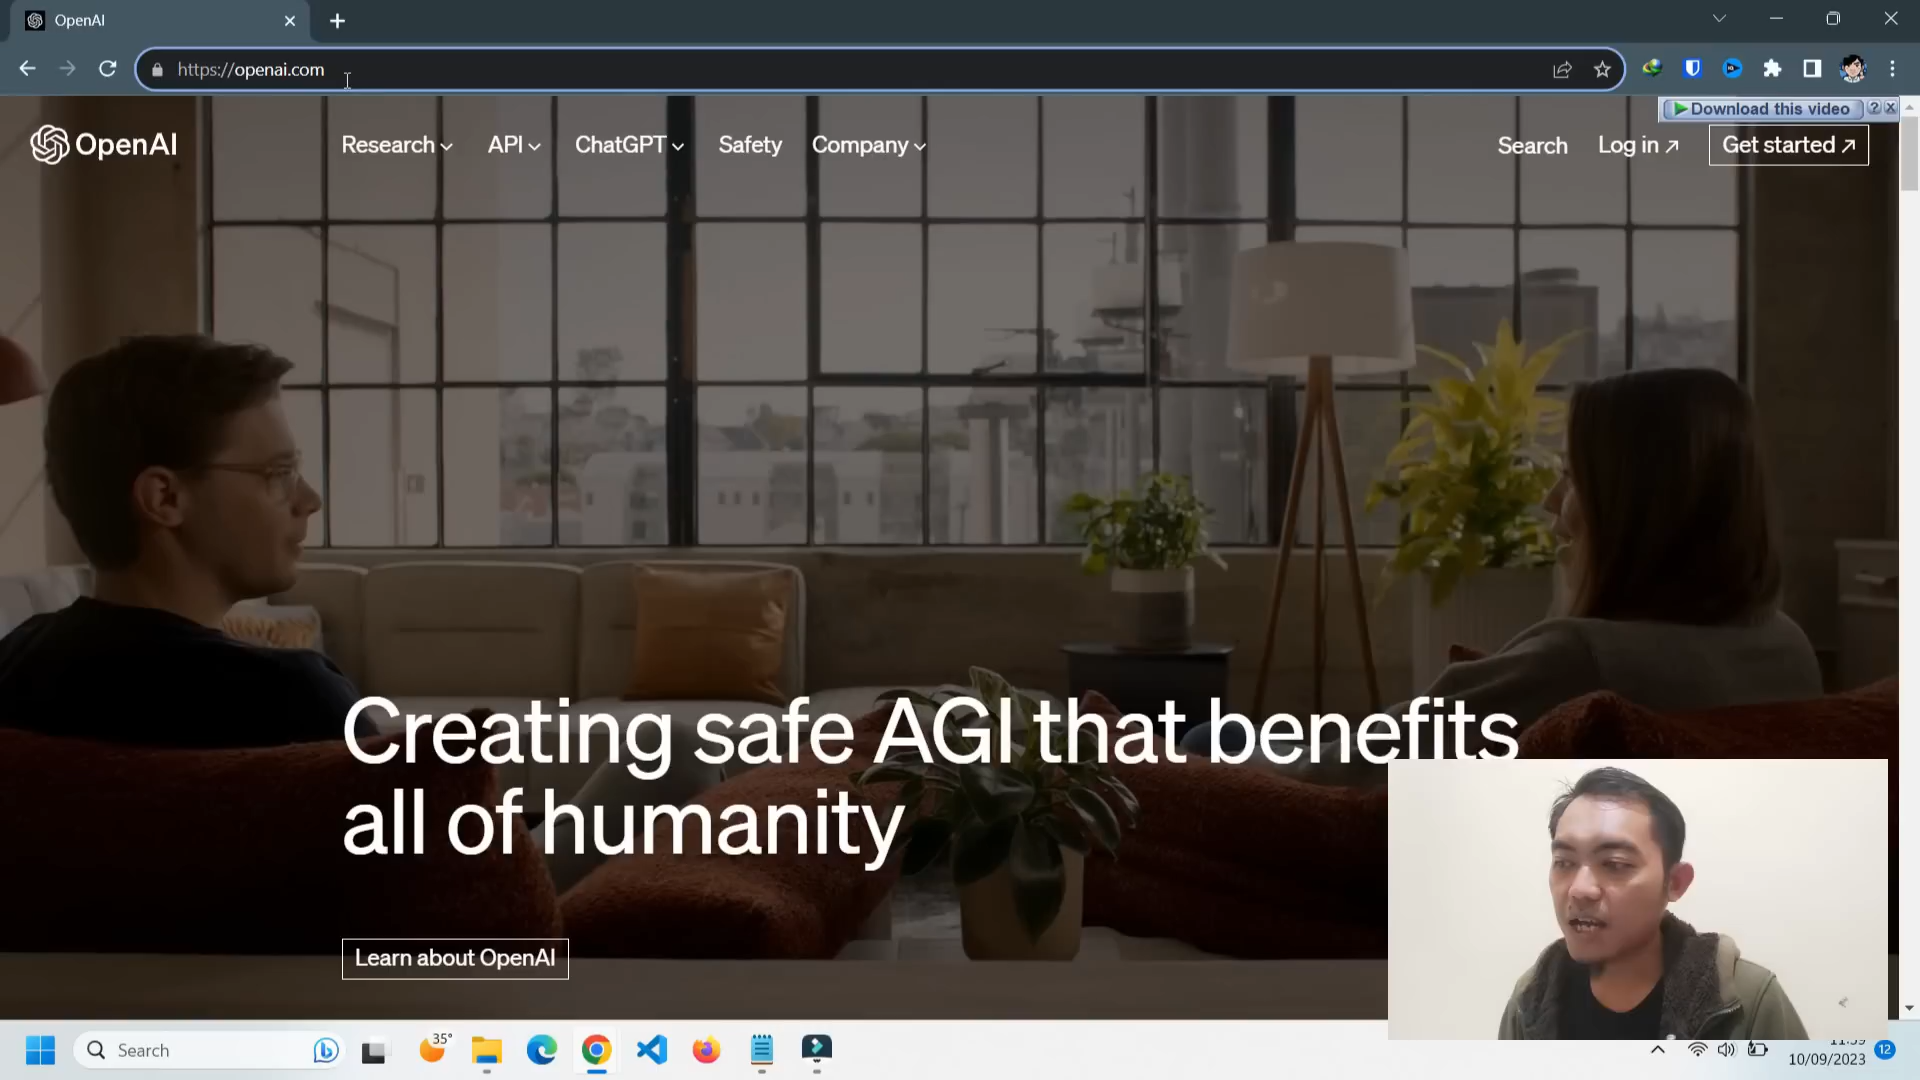 OpenAI
https://openai.com
Download this video
OpenAI
Research
API
ChatGPT
Safety
Company
Search
Log in ↗
Get started ↗
Creating safe AGI that benefits
all of humanity
Learn about OpenAI
35°
Search
10/09/2023
12